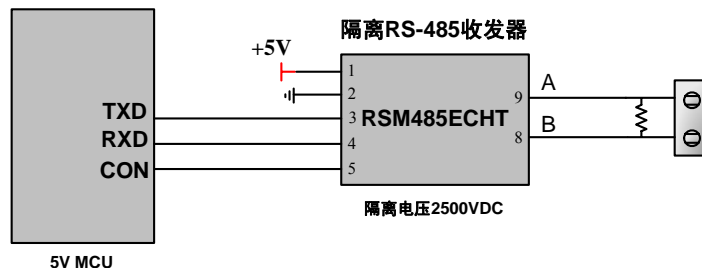 隔离RS-485收发器
+5V
1
2
TXD
3
RSM485ECHT
9
A
RXD
4
8
B
CON
5
隔离电压2500VDC
5V MCU